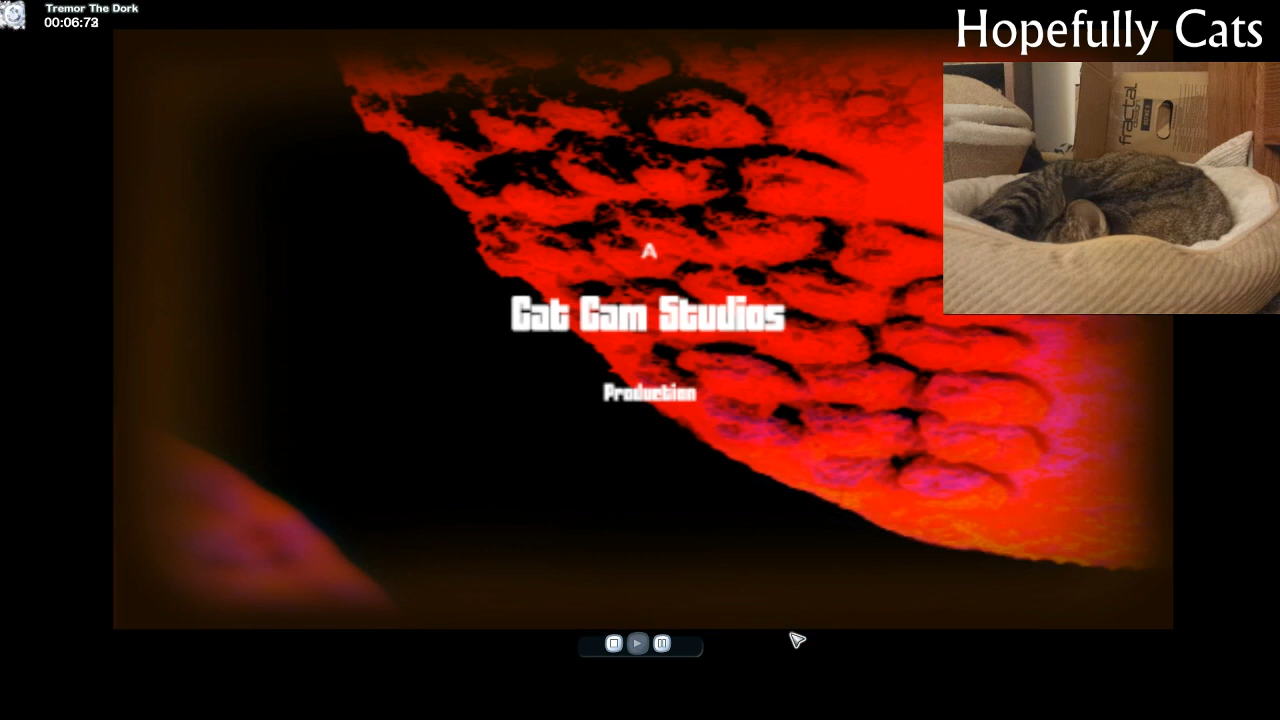 Tremor The Dork
00:06:73
Hopefully Cats
fractal
A
Cat Cam Studios
Production